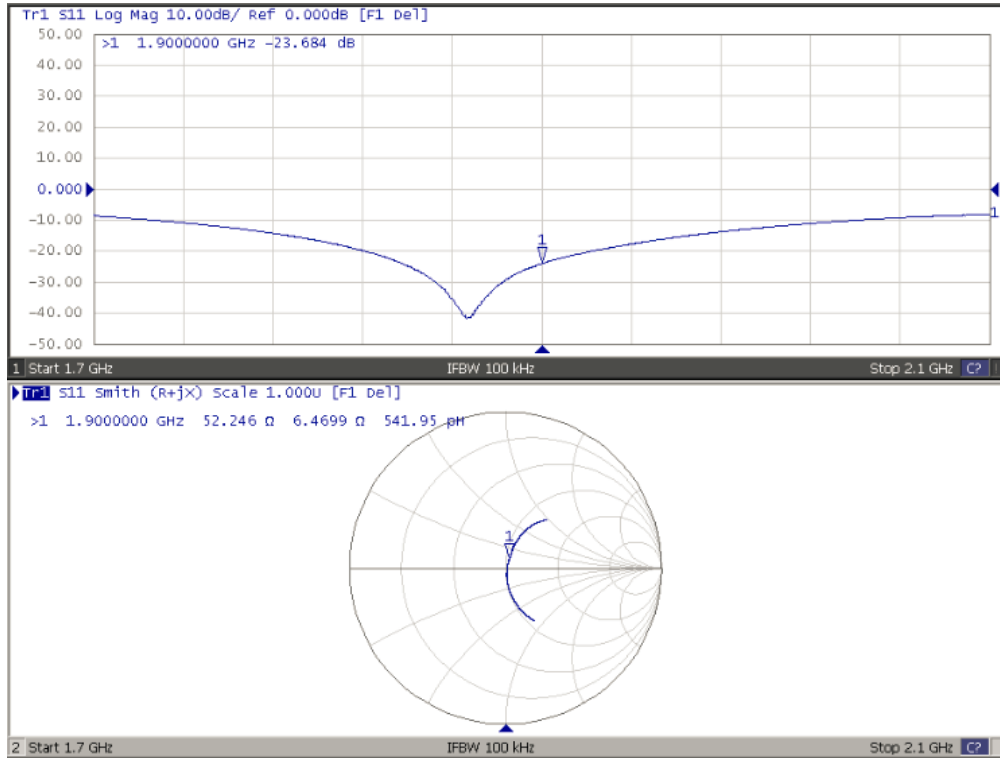 Tr1 S11 Log Mag 10.00dB/ Ref 0.000dB [F1 Del]
50.00
>1 1.9000000 GHz -23.684 dB
40.00
30.00
20.00
10.00
0.000
-10.00
1
-20.00
1
-30.00
-40.00
-50.00
1 Start 1.7 GHz IFBW 100 kHz Stop 2.1 GHz C?
Tr1 S11 Smith (R+jX) Scale 1.000U [F1 Del]
>1 1.9000000 GHz 52.246 Ω 6.4699 Ω 541.95 pH
1
2 Start 1.7 GHz IFBW 100 kHz Stop 2.1 GHz C?